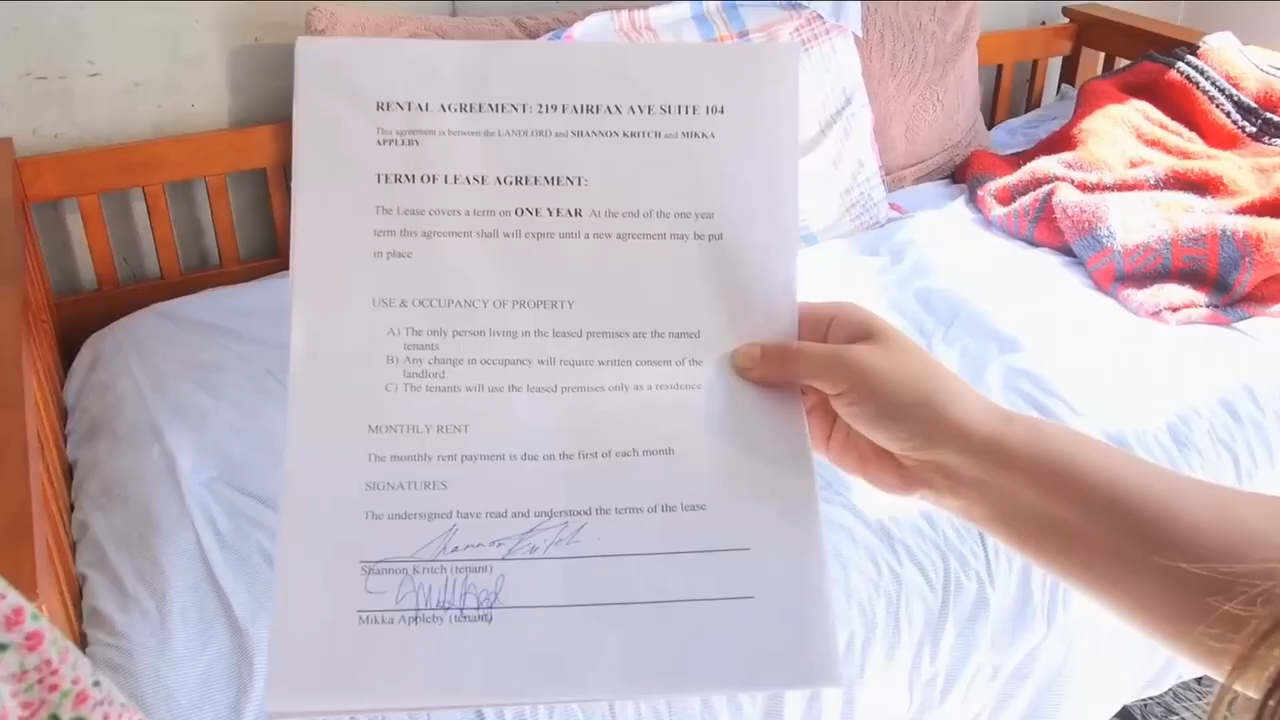 RENTAL AGREEMENT: 219 FAIRFAX AVE SUITE 104
This agreement is between the LANDLORD and SHANNON KRITCH and MIKKA
APPLEBY.
TERM OF LEASE AGREEMENT:
The Lease covers a term on ONE YEAR At the end of the one year
term this agreement shall will expire until a new agreement may be put
in place
USE & OCCUPANCY OF PROPERTY
A) The only person living in the leased premises are the named
tenants
B) Any change in occupancy will require written consent of the
landlord
C) The tenants will use the leased premises only as a residence
MONTHLY RENT
The monthly rent payment is due on the first of each month
SIGNATURES
The undersigned have read and understood the terms of the lease
Shannon Kritch
Shannon Kritch (tenant)
Mikka Appleby (tenant)